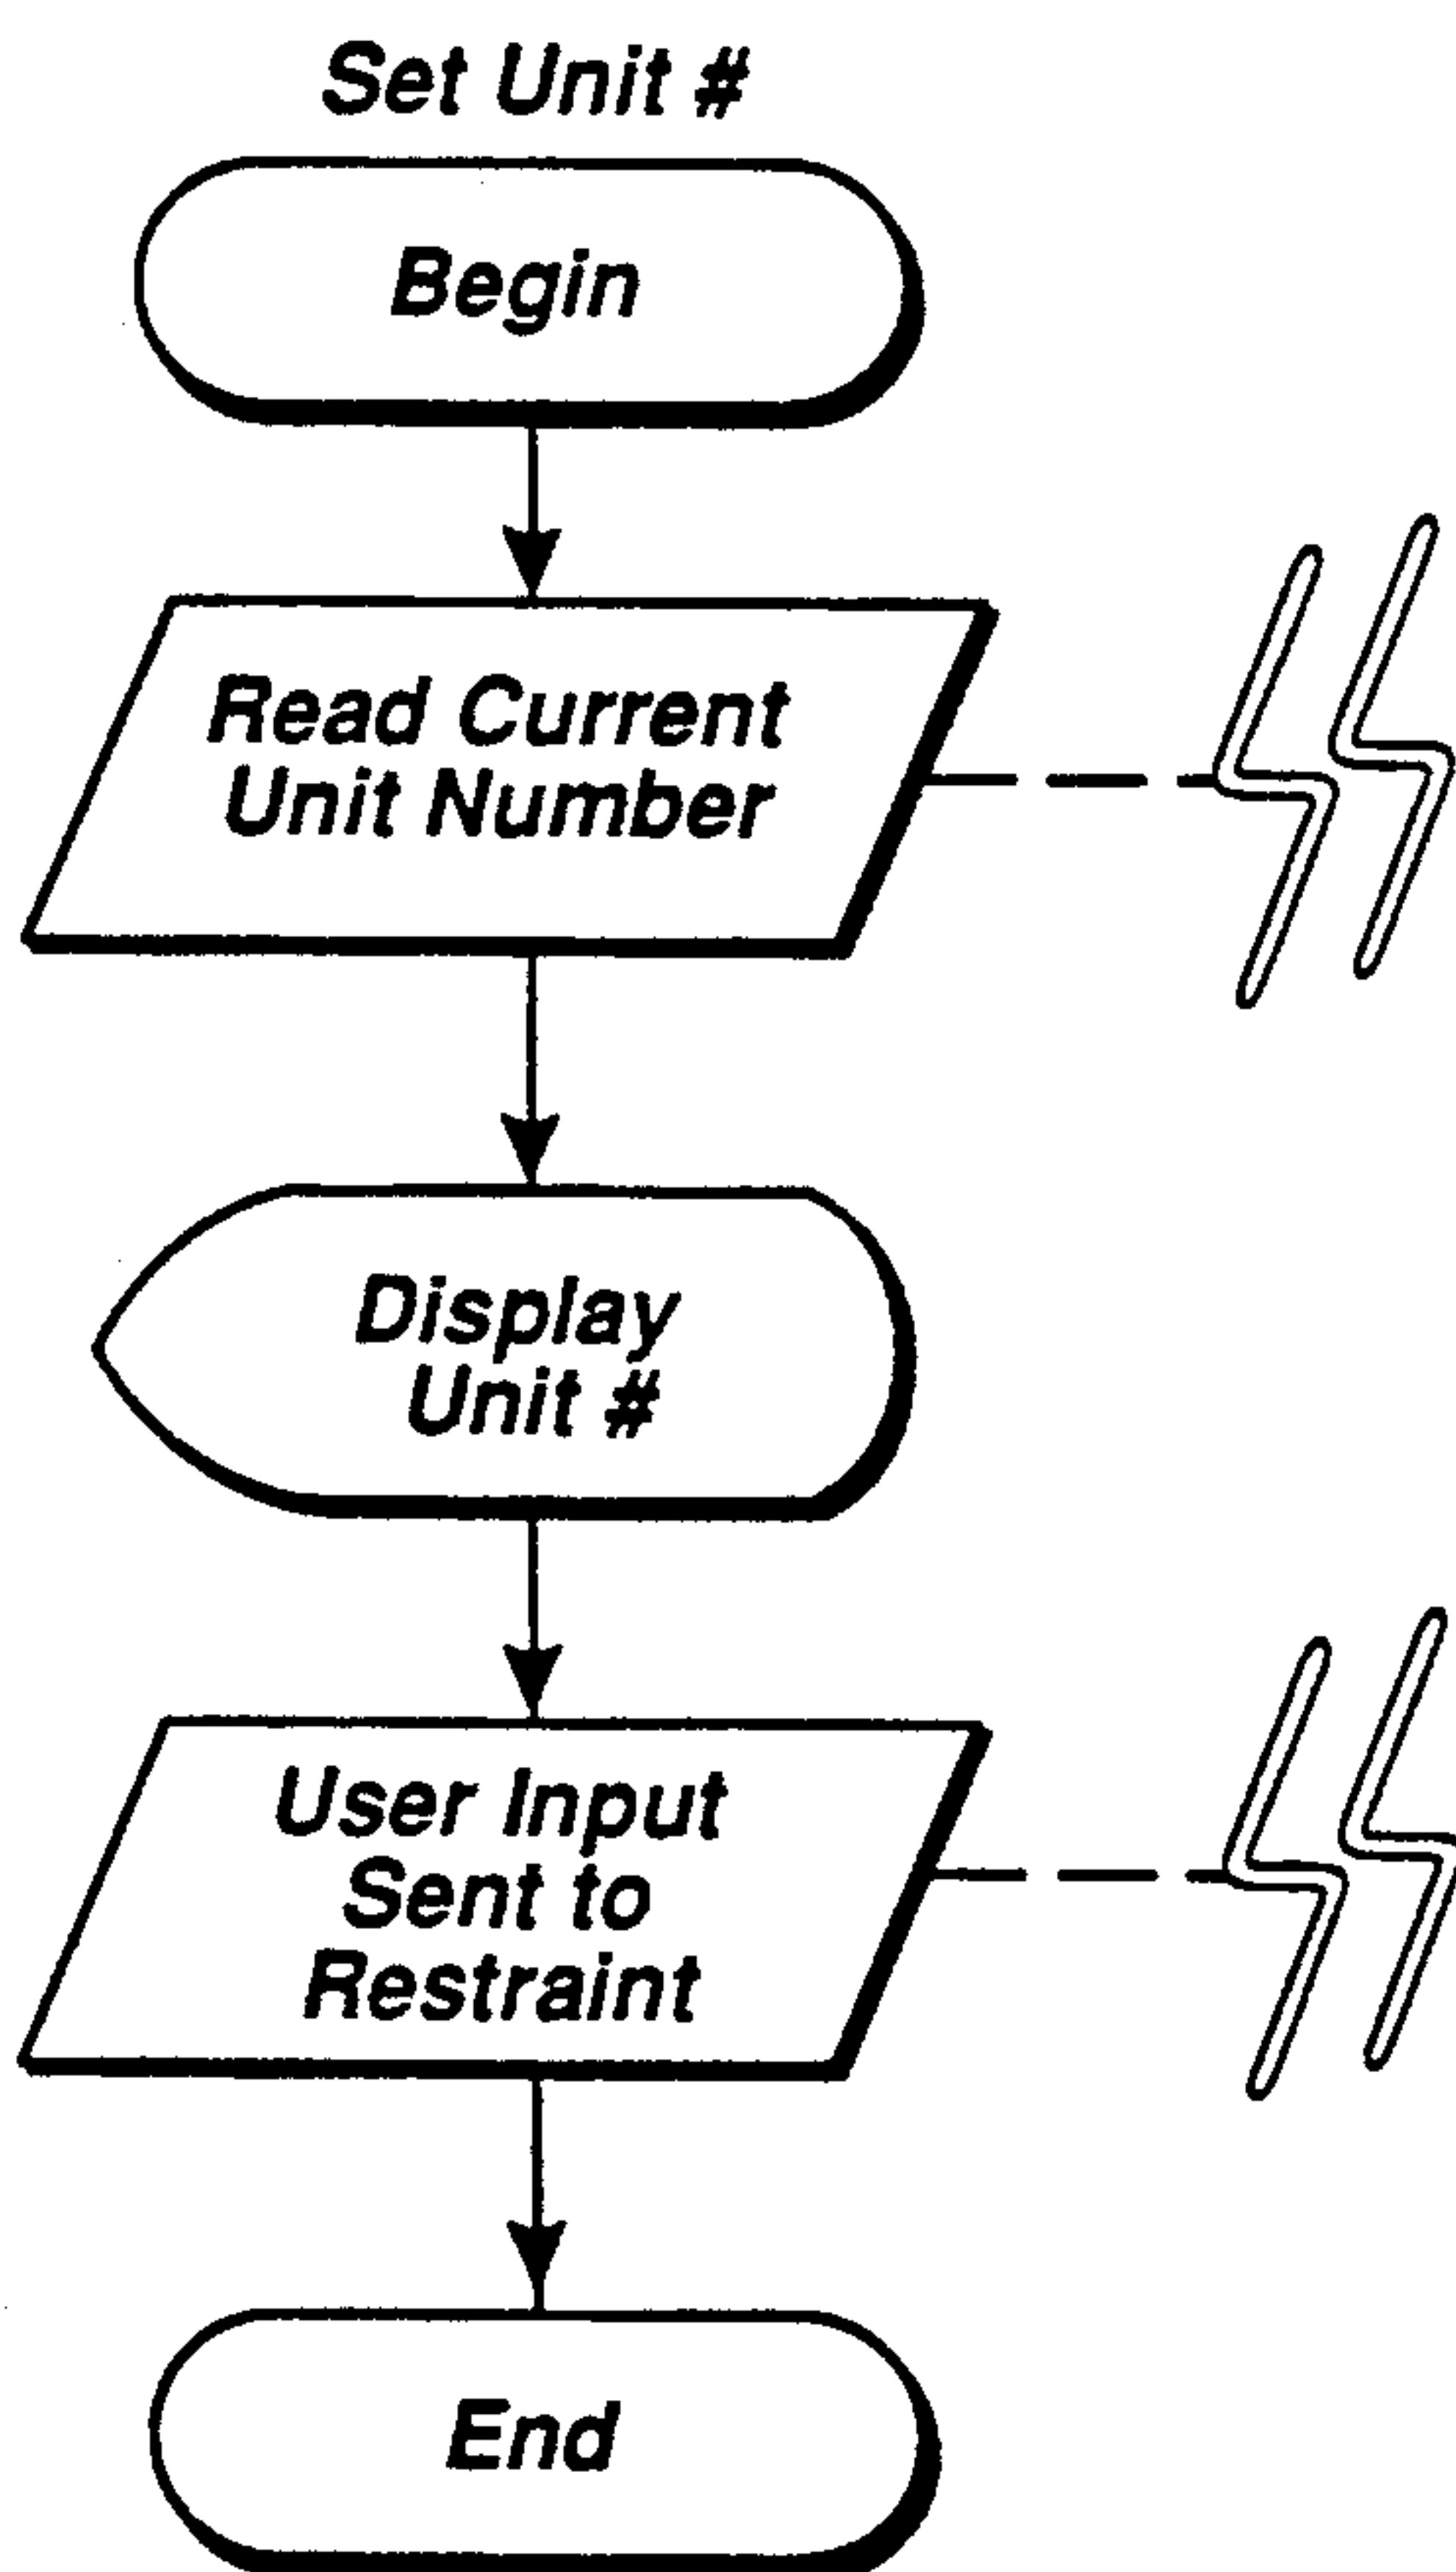 Set Unit #
Begin
Read Current
Unit Number
Display
Unit #
User Input
Sent to
Restraint
End